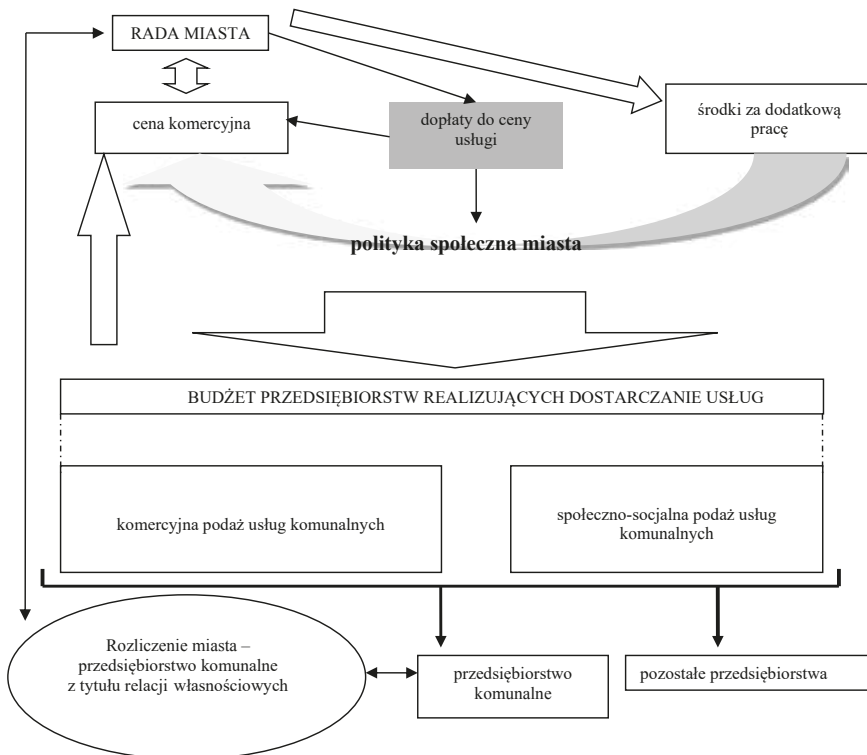 RADA MIASTA
cena komercyjna
dopłaty do ceny
usługi
środki za dodatkową
pracę
polityka społeczna miasta
BUDŻET PRZEDSIĘBIORSTW REALIZUJĄCYCH DOSTARCZANIE USŁUG
komercyjna podaż usług komunalnych
społeczno-socjalna podaż usług
komunalnych
Rozliczenie miasta –
przedsiębiorstwo komunalne
z tytułu relacji własnościowych
przedsiębiorstwo
komunalne
pozostałe przedsiębiorstwa